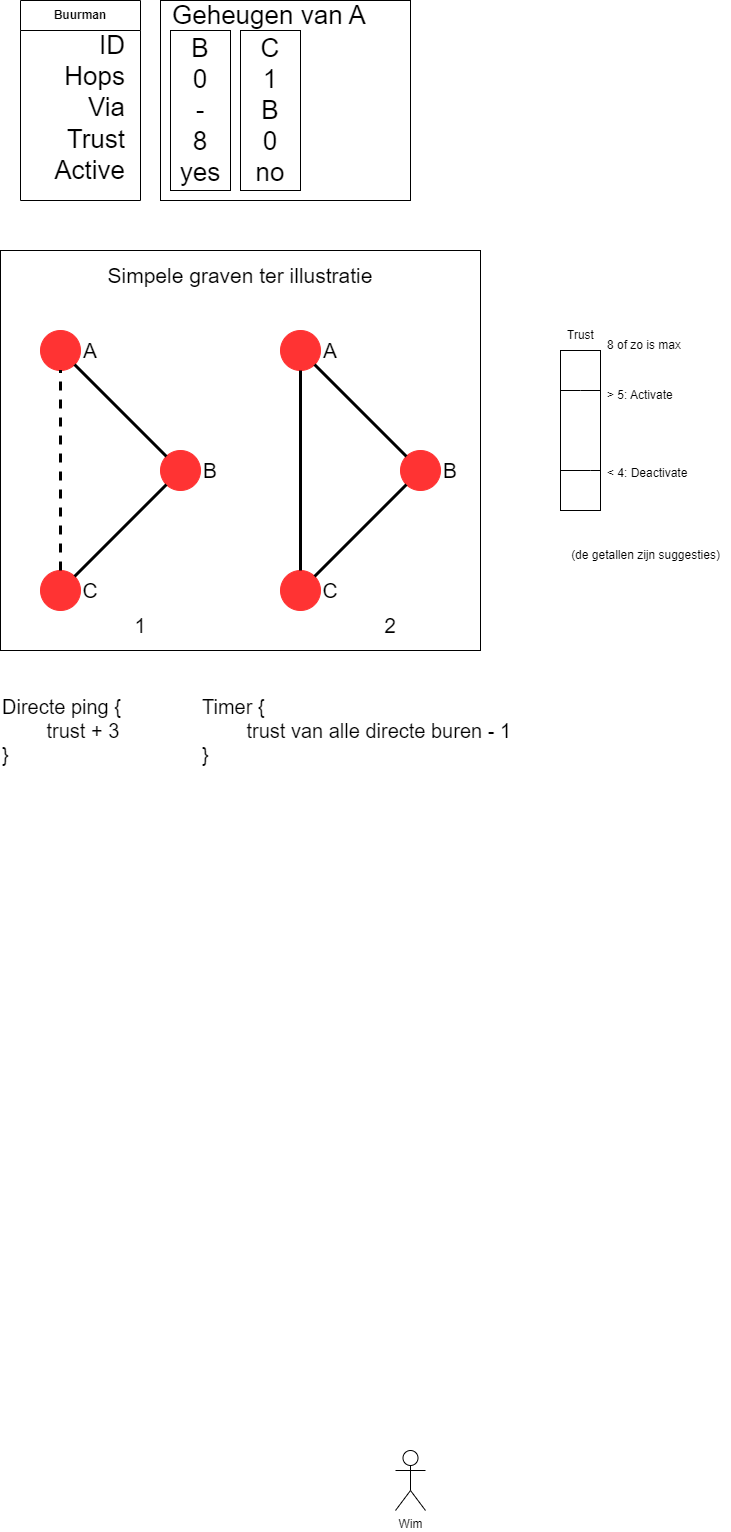 Buurman
ID
Hops
Via
Trust
Active
Geheugen van A
B C
0 1
- B
8 0
yes no
Simpele graven ter illustratie
A
B
C
1
A
B
C
2
Trust
8 of zo is max
> 5: Activate
< 4: Deactivate
(de getallen zijn suggesties)
Directe ping {
trust + 3
}
Timer {
trust van alle directe buren - 1
}
Wim